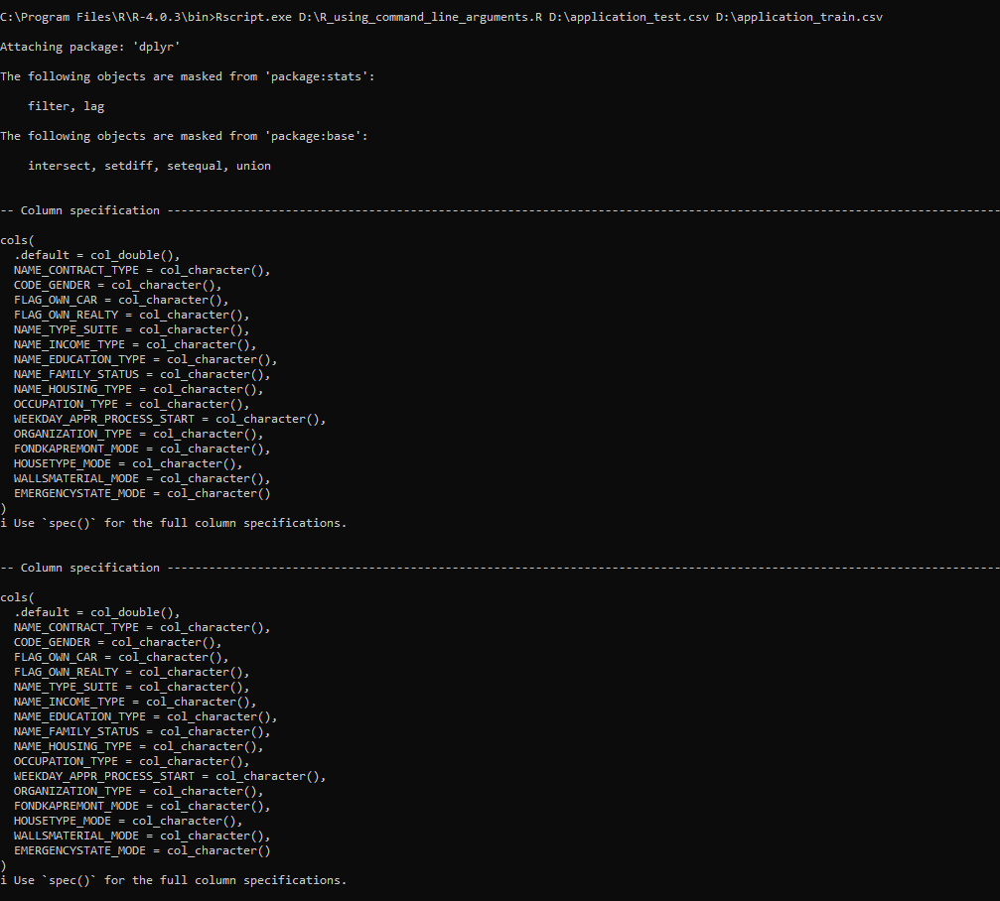 C:\Program Files\R\R-4.0.3\bin>Rscript.exe D:\R_using_command_line_arguments.R D:\application_test.csv D:\application_train.csv
Attaching package: 'dplyr'
The following objects are masked from 'package:stats':
filter, lag
The following objects are masked from 'package:base':
intersect, setdiff, setequal, union
-- Column specification ------------------------------------------------------------------------------------------------------------------------
cols(
  .default = col_double(),
  NAME_CONTRACT_TYPE = col_character(),
  CODE_GENDER = col_character(),
  FLAG_OWN_CAR = col_character(),
  FLAG_OWN_REALTY = col_character(),
  NAME_TYPE_SUITE = col_character(),
  NAME_INCOME_TYPE = col_character(),
  NAME_EDUCATION_TYPE = col_character(),
  NAME_FAMILY_STATUS = col_character(),
  NAME_HOUSING_TYPE = col_character(),
  OCCUPATION_TYPE = col_character(),
  WEEKDAY_APPR_PROCESS_START = col_character(),
  ORGANIZATION_TYPE = col_character(),
  FONDKAPREMONT_MODE = col_character(),
  HOUSETYPE_MODE = col_character(),
  WALLSMATERIAL_MODE = col_character(),
  EMERGENCYSTATE_MODE = col_character()
)
i Use `spec()` for the full column specifications.
-- Column specification ------------------------------------------------------------------------------------------------------------------------
cols(
  .default = col_double(),
  NAME_CONTRACT_TYPE = col_character(),
  CODE_GENDER = col_character(),
  FLAG_OWN_CAR = col_character(),
  FLAG_OWN_REALTY = col_character(),
  NAME_TYPE_SUITE = col_character(),
  NAME_INCOME_TYPE = col_character(),
  NAME_EDUCATION_TYPE = col_character(),
  NAME_FAMILY_STATUS = col_character(),
  NAME_HOUSING_TYPE = col_character(),
  OCCUPATION_TYPE = col_character(),
  WEEKDAY_APPR_PROCESS_START = col_character(),
  ORGANIZATION_TYPE = col_character(),
  FONDKAPREMONT_MODE = col_character(),
  HOUSETYPE_MODE = col_character(),
  WALLSMATERIAL_MODE = col_character(),
  EMERGENCYSTATE_MODE = col_character()
)
i Use `spec()` for the full column specifications.